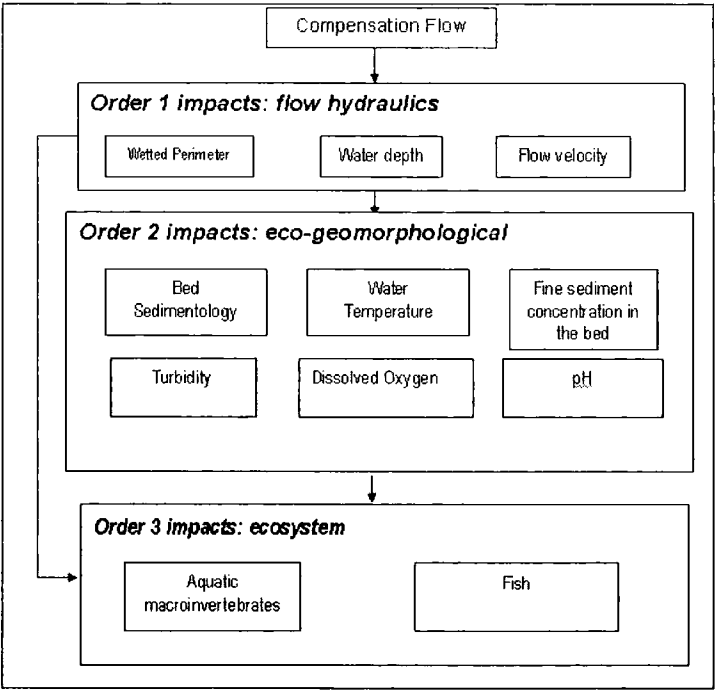 Compensation Flow
Order 1 impacts: flow hydraulics
Wetted Perimeter
Water depth
Flow velocity
Order 2 impacts: eco-geomorphological
Bed
Sedimentology
Water
Temperature
Fine sediment
concentration in
the bed
Turbidity
Dissolved Oxygen
pH
Order 3 impacts: ecosystem
Aquatic
macroinvertebrates
Fish